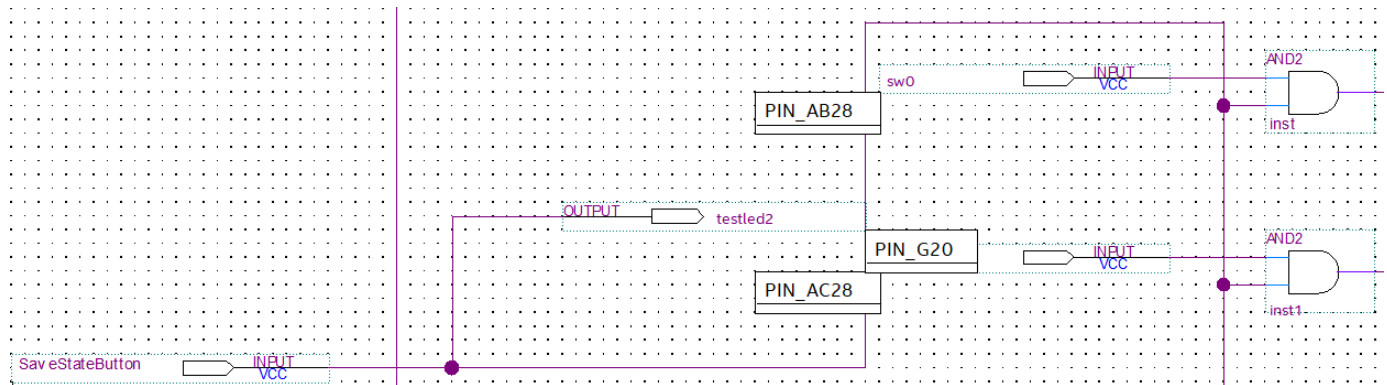 AND2
INPUT
VCC
sw0
PIN_AB28
inst
OUTPUT
testled2
AND2
PIN_G20
INPUT
VCC
PIN_AC28
inst1
SaveStateButton
INPUT
VCC